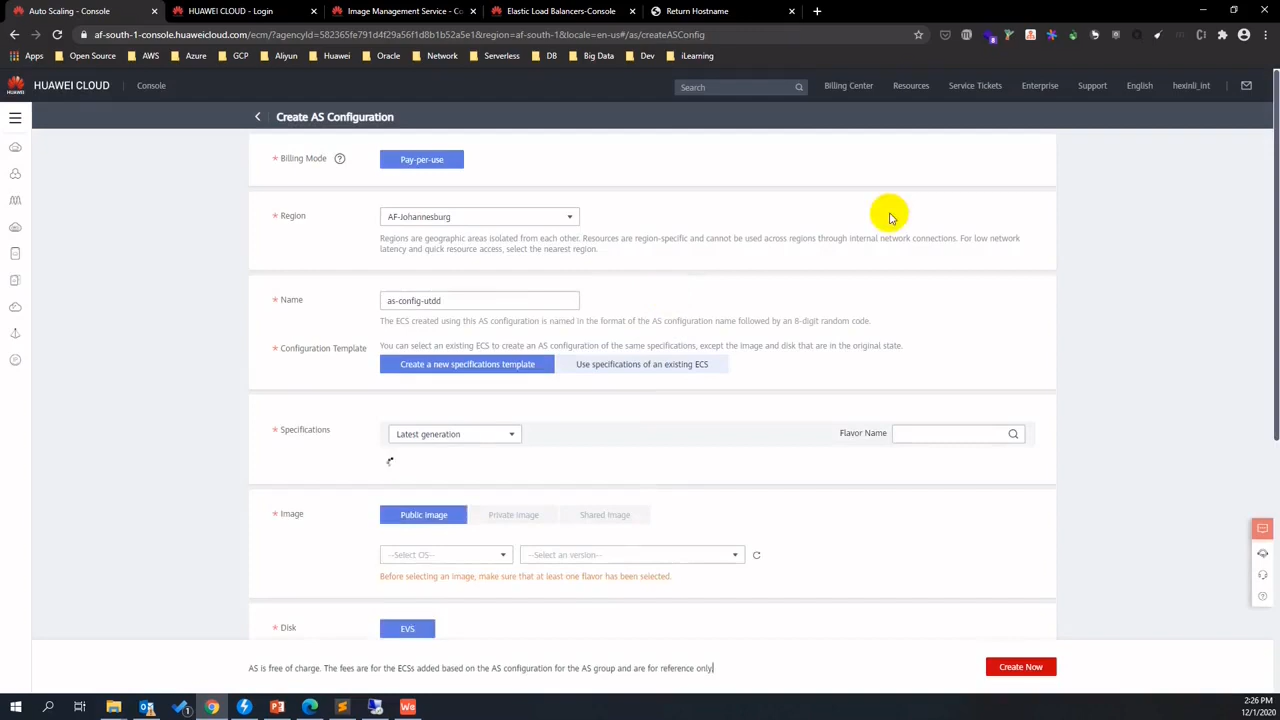 Auto Scaling - Console
HUAWEI CLOUD - Login
Image Management Service - Co
Elastic Load Balancers-Console
Return Hostname
af-south-1-console.huaweicloud.com/ecm/?agencyId=582365fe791d4f29a56f1d8b1b52a5e1&region=af-south-1&locale=en-us#/as/createASConfig
Apps
Open Source
AWS
Azure
GCP
Aliyun
Huawei
Oracle
Network
Serverless
DB
Big Data
Dev
iLearning
HUAWEI
HUAWEI CLOUD
Console
Search
Billing Center
Resources
Service Tickets
Enterprise
Support
English
hexinli_int
Create AS Configuration
* Billing Mode
Pay-per-use
* Region
AF-Johannesburg
Regions are geographic areas isolated from each other. Resources are region-specific and cannot be used across regions through internal network connections. For low network
latency and quick resource access, select the nearest region.
* Name
as-config-utdd
The ECS created using this AS configuration is named in the format of the AS configuration name followed by an 8-digit random code.
* Configuration Template
You can select an existing ECS to create an AS configuration of the same specifications, except the image and disk that are in the original state.
Create a new specifications template
Use specifications of an existing ECS
* Specifications
Latest generation
Flavor Name
* Image
Public image
Private image
Shared Image
--Select OS--
--Select an version--
Before selecting an image, make sure that at least one flavor has been selected.
* Disk
EVS
AS is free of charge. The fees are for the ECSs added based on the AS configuration for the AS group and are for reference only
Create Now
We
2:26 PM
12/1/2020